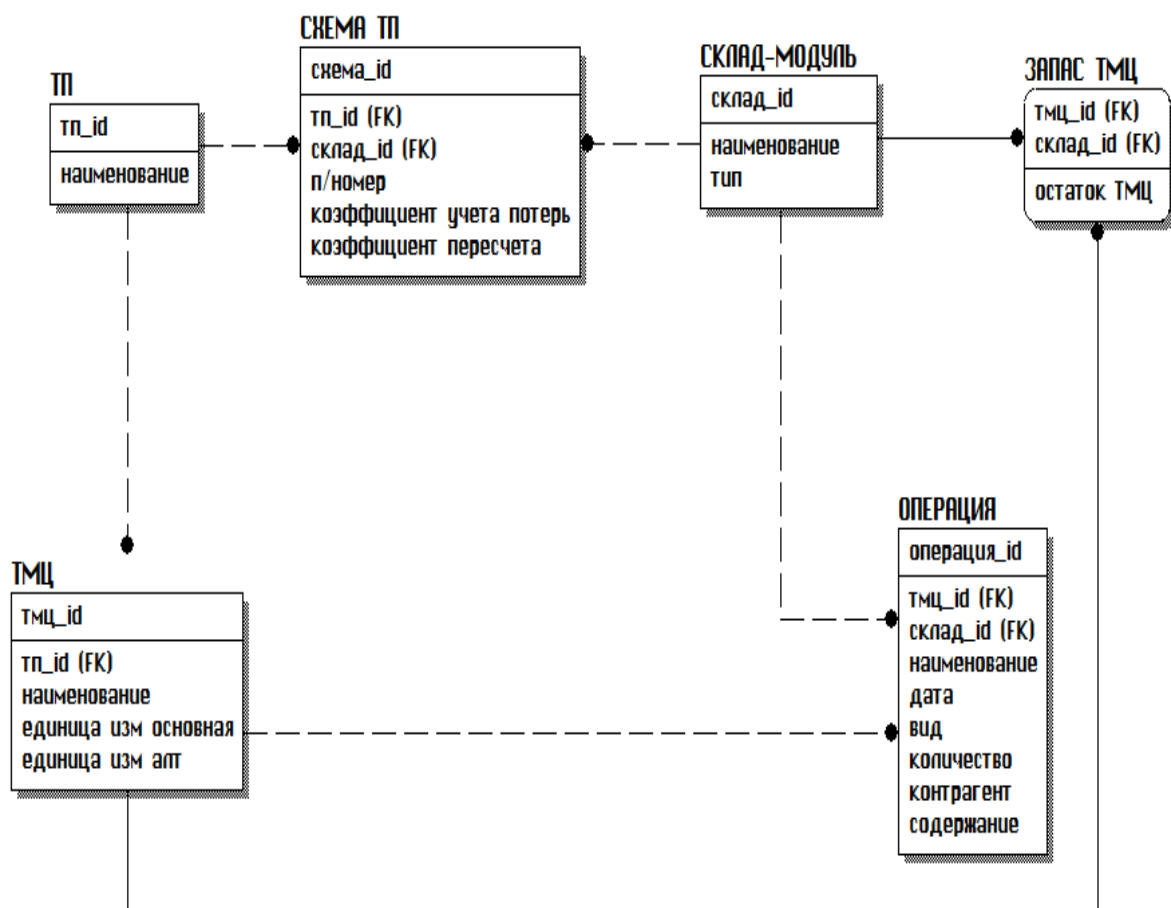 ТП
тп_id
наименование
СХЕМА ТП
схема_id
тп_id (FK)
склад_id (FK)
п/номер
коэффициент учета потерь
коэффициент пересчета
СКЛАД-МОДУЛЬ
склад_id
наименование
тип
ЗАПАС ТМЦ
тмц_id (FK)
склад_id (FK)
остаток ТМЦ
ТМЦ
тмц_id
тп_id (FK)
наименование
единица изм основная
единица изм алт
ОПЕРАЦИЯ
операция_id
тмц_id (FK)
склад_id (FK)
наименование
дата
вид
количество
контрагент
содержание